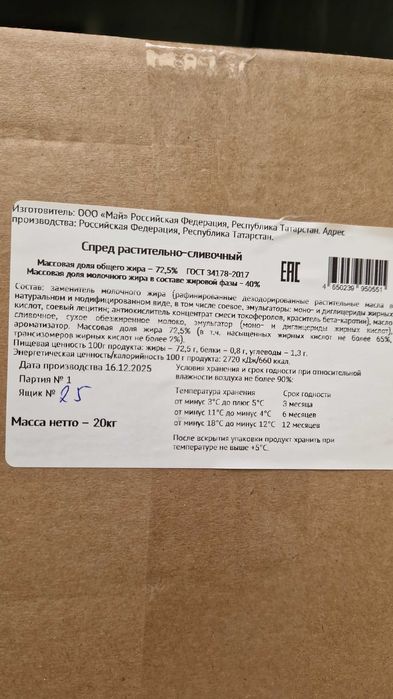 Изготовитель: ООО «Май» Российская Федерация, Республика Татарстан. Адрес
производства: Российская Федерация, Республика Татарстан.
Спред растительно-сливочный
Массовая доля общего жира – 72,5% ГОСТ 34178-2017
Массовая доля молочного жира в составе жировой фазы – 40%
EAC
4 650239 950551
Состав: заменитель молочного жира (рафинированные дезодорированные растительные масла в
натуральном и модифицированном виде, в том числе соевое, эмульгаторы: моно- и диглицериды жирных
кислот, соевый лецитин; антиокислитель концентрат смеси токоферолов, краситель бета-каротин), масло
сливочное, сухое обезжиренное молоко, эмульгатор (моно- и диглицериды жирных кислот),
ароматизатор. Массовая доля жира 72,5% (в т.ч. насыщенных жирных кислот не более 65%,
трансизомеров жирных кислот не более 2%).
Пищевая ценность 100г продукта: жиры – 72,5 г, белки – 0,8 г, углеводы – 1,3 г.
Энергетическая ценность/калорийность 100 г продукта: 2720 кДж/660 ккал.
Дата производства 16.12.2025
Партия № 1
Ящик № 25
Масса нетто – 20кг
Условия хранения и срок годности при относительной
влажности воздуха не более 90%:
Температура хранения Срок годности
от минус 3°С до плюс 5°С 3 месяца
от минус 11°С до минус 4°С 6 месяцев
от минус 18°С до минус 12°С 12 месяцев
После вскрытия упаковки продукт хранить при
температуре не выше +5°С.